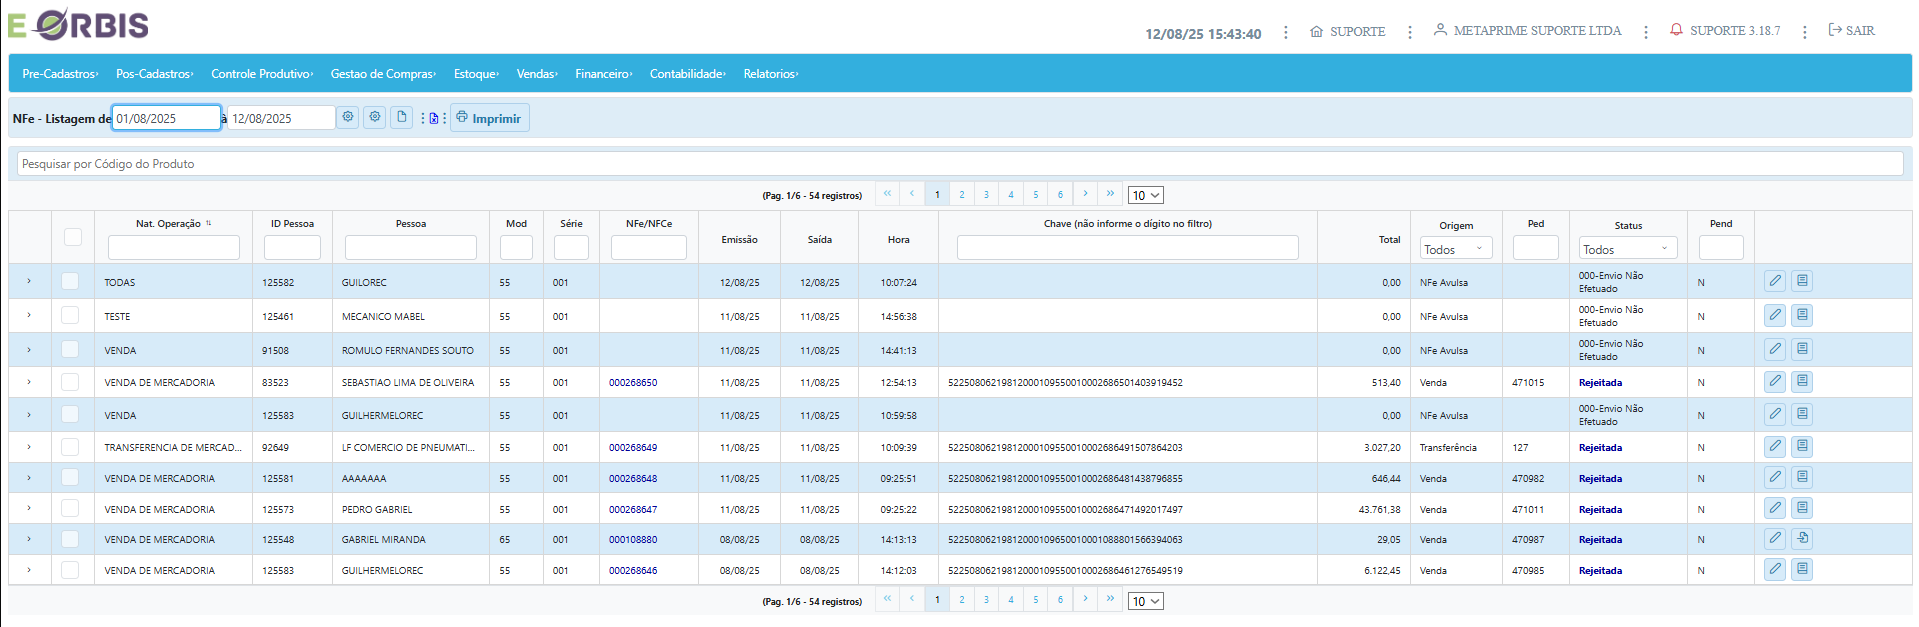 E ORBIS
12/08/25 15:43:40 ⋮ SUPORTE ⋮ METAPRIME SUPORTE LTDA ⋮ SUPORTE 3.18.7 ⋮ SAIR
Pre-Cadastros› Pos-Cadastros› Controle Produtivo› Gestao de Compras› Estoque› Vendas› Financeiro› Contabilidade› Relatorios›
NFe - Listagem de 01/08/2025 à 12/08/2025 Imprimir
Pesquisar por Código do Produto
(Pag. 1/6 - 54 registros) « ‹ 1 2 3 4 5 6 › » 10
Nat. Operação ID Pessoa Pessoa Mod Série NFe/NFCe Emissão Saída Hora Chave (não informe o dígito no filtro) Total Origem Ped Status Pend
Todos Todos
TODAS 125582 GUILOREC 55 001 12/08/25 12/08/25 10:07:24 0,00 NFe Avulsa 000-Envio Não Efetuado N
TESTE 125461 MECANICO MABEL 55 001 11/08/25 11/08/25 14:56:38 0,00 NFe Avulsa 000-Envio Não Efetuado N
VENDA 91508 ROMULO FERNANDES SOUTO 55 001 11/08/25 11/08/25 14:41:13 0,00 NFe Avulsa 000-Envio Não Efetuado N
VENDA DE MERCADORIA 83523 SEBASTIAO LIMA DE OLIVEIRA 55 001 000268650 11/08/25 11/08/25 12:54:13 52250806219812000109550010002686501403919452 513,40 Venda 471015 Rejeitada N
VENDA 125583 GUILHERMELOREC 55 001 11/08/25 11/08/25 10:59:58 0,00 NFe Avulsa 000-Envio Não Efetuado N
TRANSFERENCIA DE MERCAD... 92649 LF COMERCIO DE PNEUMATI... 55 001 000268649 11/08/25 11/08/25 10:09:39 52250806219812000109550010002686491507864203 3.027,20 Transferência 127 Rejeitada N
VENDA DE MERCADORIA 125581 AAAAAAA 55 001 000268648 11/08/25 11/08/25 09:25:51 52250806219812000109550010002686481438796855 646,44 Venda 470982 Rejeitada N
VENDA DE MERCADORIA 125573 PEDRO GABRIEL 55 001 000268647 11/08/25 11/08/25 09:25:22 52250806219812000109550010002686471492017497 43.761,38 Venda 471011 Rejeitada N
VENDA DE MERCADORIA 125548 GABRIEL MIRANDA 65 001 000108880 08/08/25 08/08/25 14:13:13 52250806219812000109650010001088801566394063 29,05 Venda 470987 Rejeitada N
VENDA DE MERCADORIA 125583 GUILHERMELOREC 55 001 000268646 08/08/25 08/08/25 14:12:03 52250806219812000109550010002686461276549519 6.122,45 Venda 470985 Rejeitada N
(Pag. 1/6 - 54 registros) « ‹ 1 2 3 4 5 6 › » 10